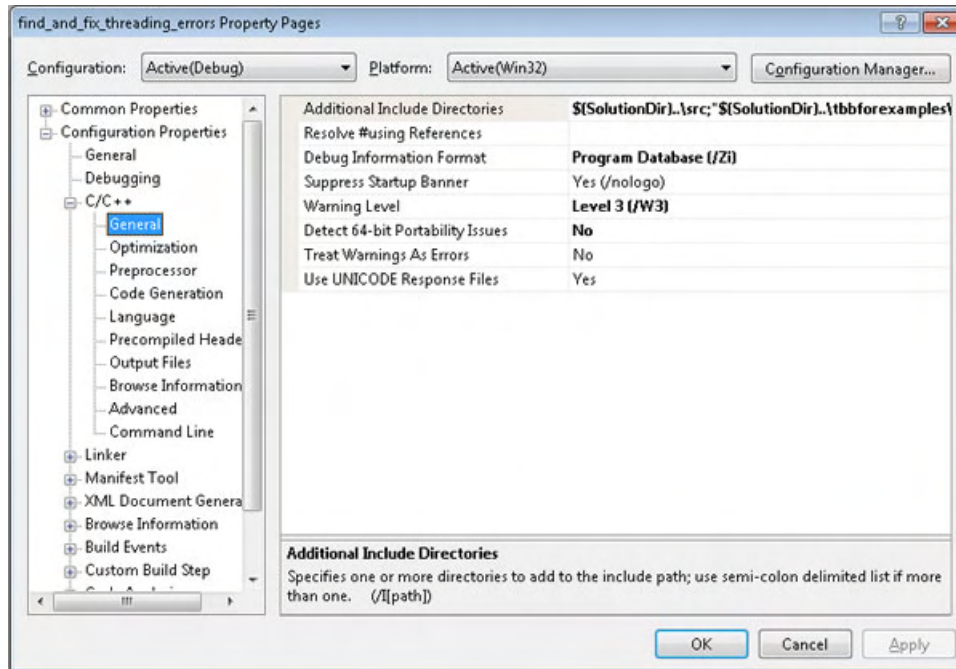 find_and_fix_threading_errors Property Pages
Configuration: Active(Debug) Platform: Active(Win32) Configuration Manager...
Common Properties
Configuration Properties
General
Debugging
C/C++
General
Optimization
Preprocessor
Code Generation
Language
Precompiled Heade
Output Files
Browse Information
Advanced
Command Line
Linker
Manifest Tool
XML Document Genera
Browse Information
Build Events
Custom Build Step
Additional Include Directories $(SolutionDir)..\src;"$(SolutionDir)..\tbbforexamples\
Resolve #using References
Debug Information Format Program Database (/Zi)
Suppress Startup Banner Yes (/nologo)
Warning Level Level 3 (/W3)
Detect 64-bit Portability Issues No
Treat Warnings As Errors No
Use UNICODE Response Files Yes
Additional Include Directories
Specifies one or more directories to add to the include path; use semi-colon delimited list if more
than one. (/I[path])
OK Cancel Apply